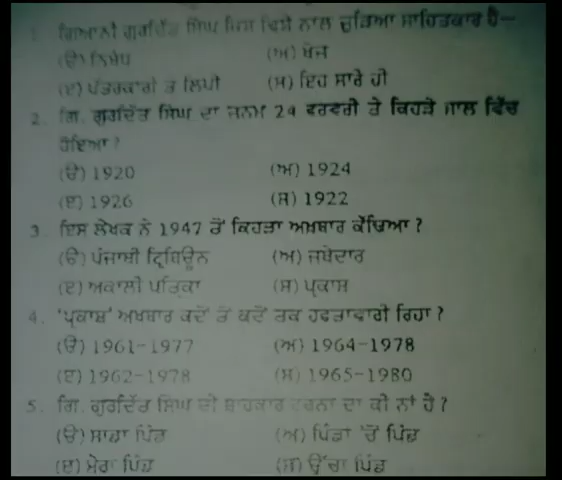 1 ਗਿਆਨੀ ਗੁਰਦਿੱਤ ਸਿੰਘ ਕਿਸ ਵਿਸ਼ੇ ਨਾਲ ਜੁੜਿਆ ਸਾਹਿਤਕਾਰ ਹੈ—
(ੳ) ਨਿਬੰਧ (ਅ) ਖੋਜ
(ੲ) ਪੱਤਰਕਾਰੀ ਤੇ ਲਿਪੀ (ਸ) ਇਹ ਸਾਰੇ ਹੀ
2. ਗਿ. ਗੁਰਦਿੱਤ ਸਿੰਘ ਦਾ ਜਨਮ 24 ਫਰਵਰੀ ਤੇ ਕਿਹੜੇ ਸਾਲ ਵਿੱਚ
ਹੋਇਆ ?
(ੳ) 1920 (ਅ) 1924
(ੲ) 1926 (ਸ) 1922
3. ਇਸ ਲੇਖਕ ਨੇ 1947 ਤੋਂ ਕਿਹੜਾ ਅਖ਼ਬਾਰ ਕੱਢਿਆ ?
(ੳ) ਪੰਜਾਬੀ ਟ੍ਰਿਬਿਊਨ (ਅ) ਜਥੇਦਾਰ
(ੲ) ਅਕਾਲੀ ਪਤ੍ਰਿਕਾ (ਸ) ਪ੍ਰਕਾਸ਼
4. 'ਪ੍ਰਕਾਸ਼' ਅਖਬਾਰ ਕਦੋਂ ਤੋਂ ਕਦੋਂ ਤਕ ਹਫਤਾਵਾਰੀ ਰਿਹਾ ?
(ੳ) 1961-1977 (ਅ) 1964-1978
(ੲ) 1962-1978 (ਸ) 1965-1980
5. ਗਿ. ਗੁਰਦਿੱਤ ਸਿੰਘ ਦੀ ਸ਼ਾਹਕਾਰ ਰਚਨਾ ਦਾ ਕੀ ਨਾਂ ਹੈ ?
(ੳ) ਸਾਡਾ ਪਿੰਡ (ਅ) ਪਿੰਡਾਂ 'ਚੋਂ ਪਿੰਡ
(ੲ) ਮੇਰਾ ਪਿੰਡ (ਸ) ਉੱਚਾ ਪਿੰਡ